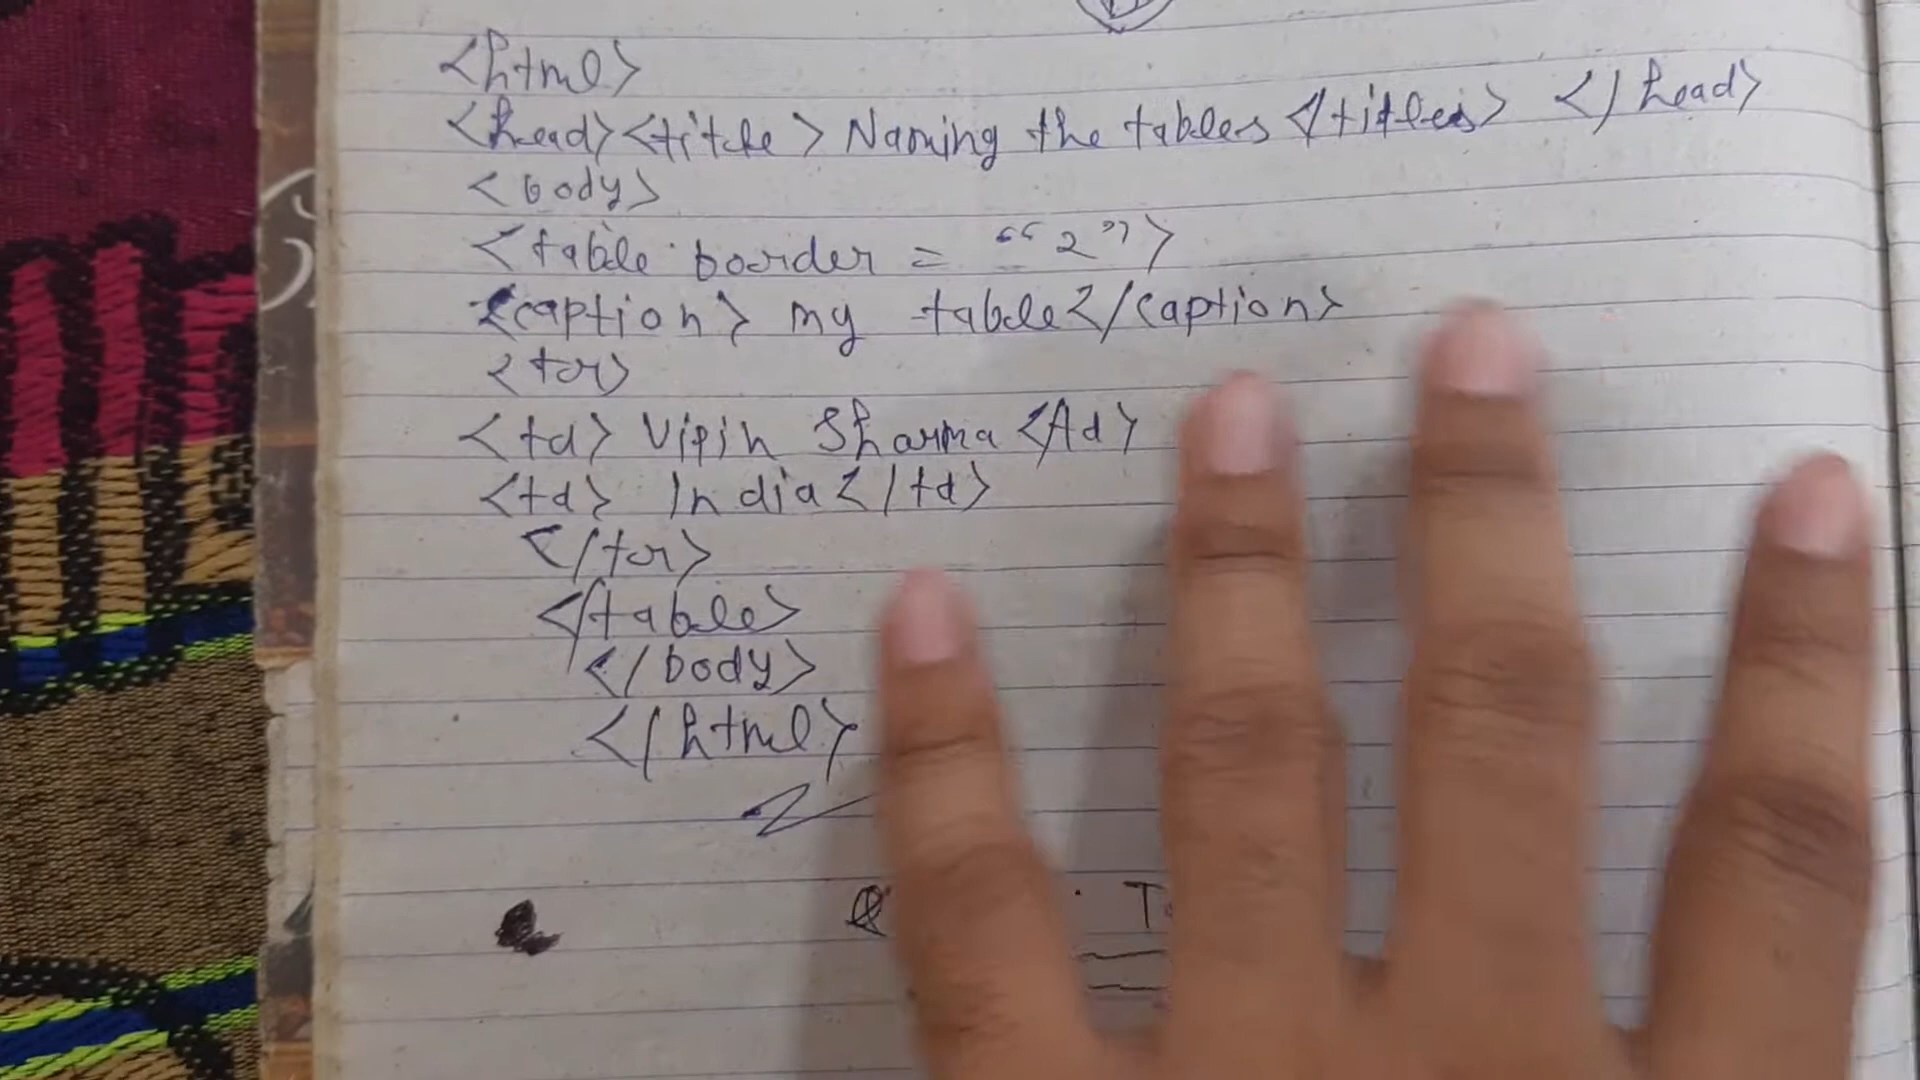 <html>
<head><title> Naming the tables </title> </head>
<body>
<table border = “2”>
<caption> my table</caption>
<tr>
<td> Vipin Sharma </td>
<td> India </td>
</tr>
</table>
</body>
</html>